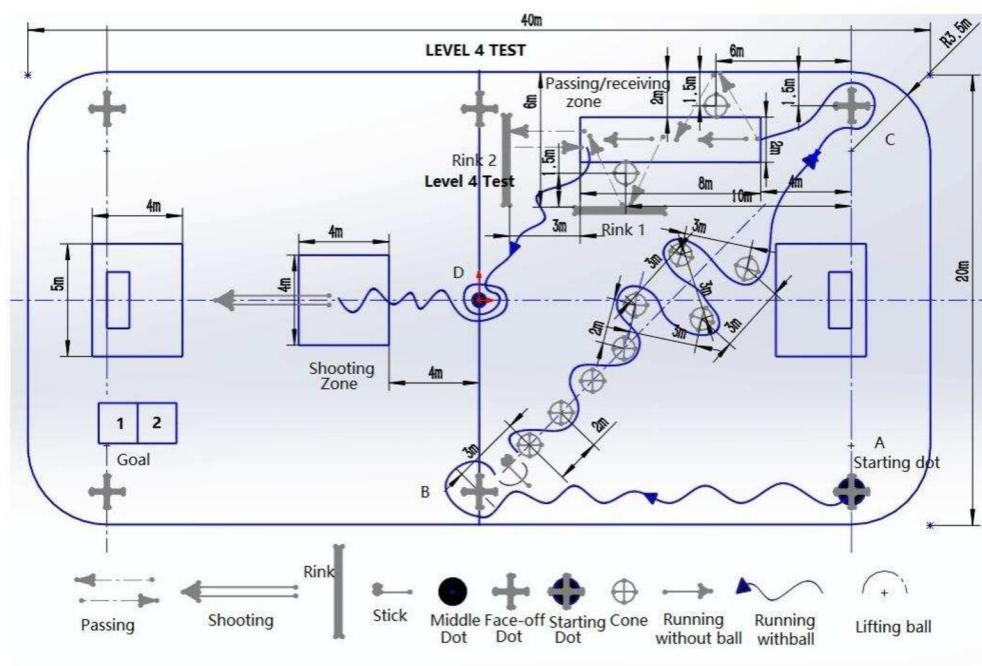 40m
LEVEL 4 TEST
R3.5m
6m
Passing/receiving
zone
6m
2m
1.5m
1.5m
2m
Rink 2
1.5m
C
Level 4 Test
8m
4m
10m
3m
Rink 1
3m
4m
4m
D
3m
3m
20m
5m
4m
2m
3m
3m
Shooting
Zone
4m
1
2
Goal
2m
3m
A
Starting dot
B
Rink
Passing
Shooting
Stick
Middle
Dot
Face-off
Dot
Starting
Dot
Cone
Running
without ball
Running
withball
Lifting ball